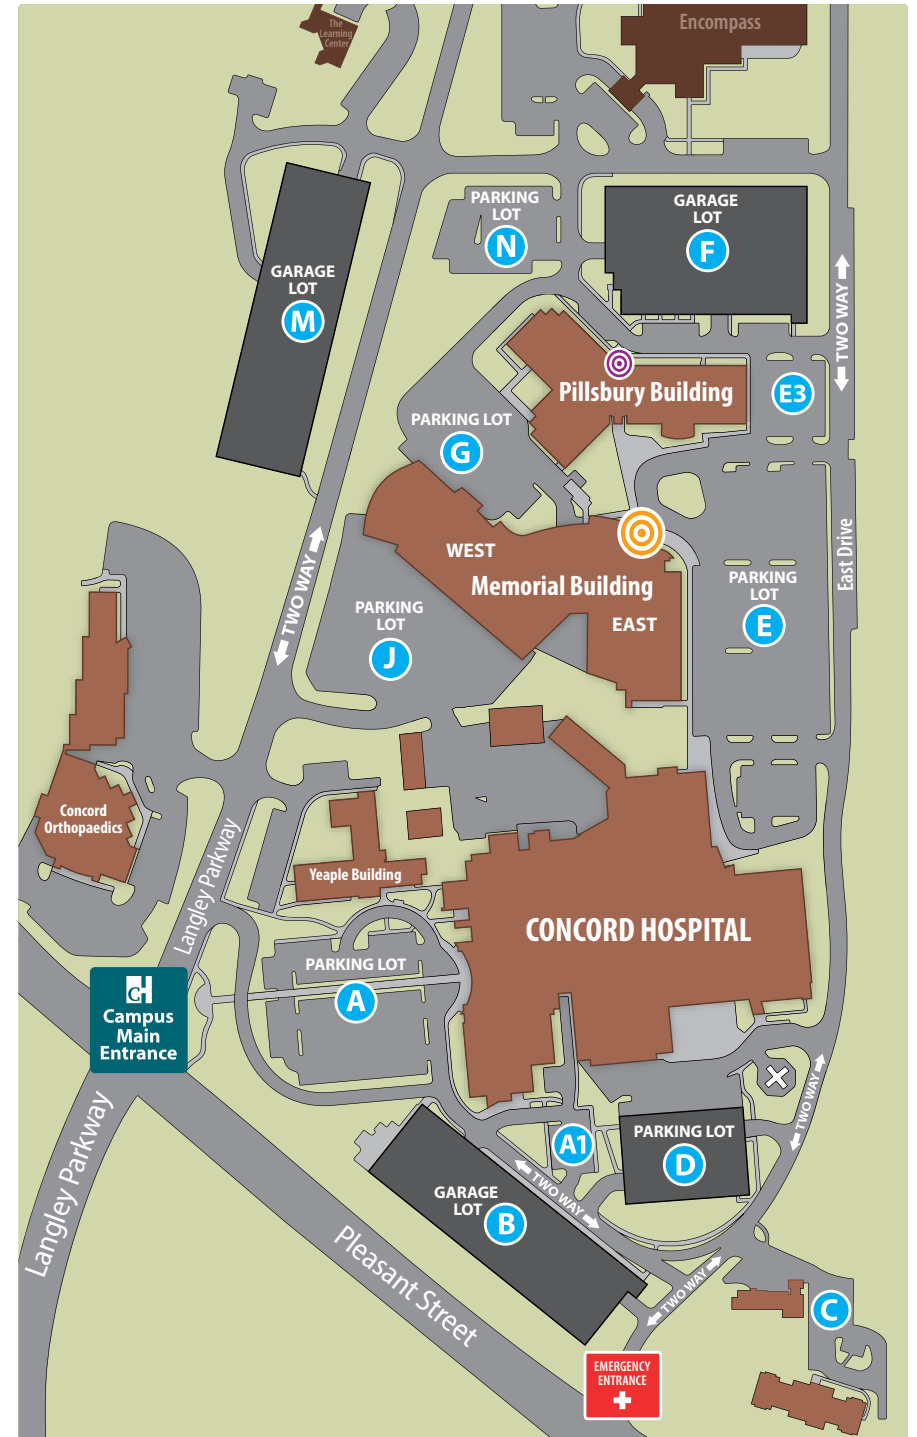 The
Learning
Center
Encompass
PARKING
LOT
N
GARAGE
LOT
F
GARAGE
LOT
M
TWO WAY
Pillsbury Building
E3
PARKING LOT
G
WEST
Memorial Building
EAST
PARKING
LOT
E
East Drive
TWO WAY
PARKING
LOT
J
Concord
Orthopaedics
Langley Parkway
Yeaple Building
CONCORD HOSPITAL
PARKING LOT
A
CH
Campus
Main
Entrance
TWO WAY
Langley Parkway
A1
PARKING LOT
D
TWO WAY
GARAGE
LOT
B
Pleasant Street
TWO WAY
C
EMERGENCY
ENTRANCE